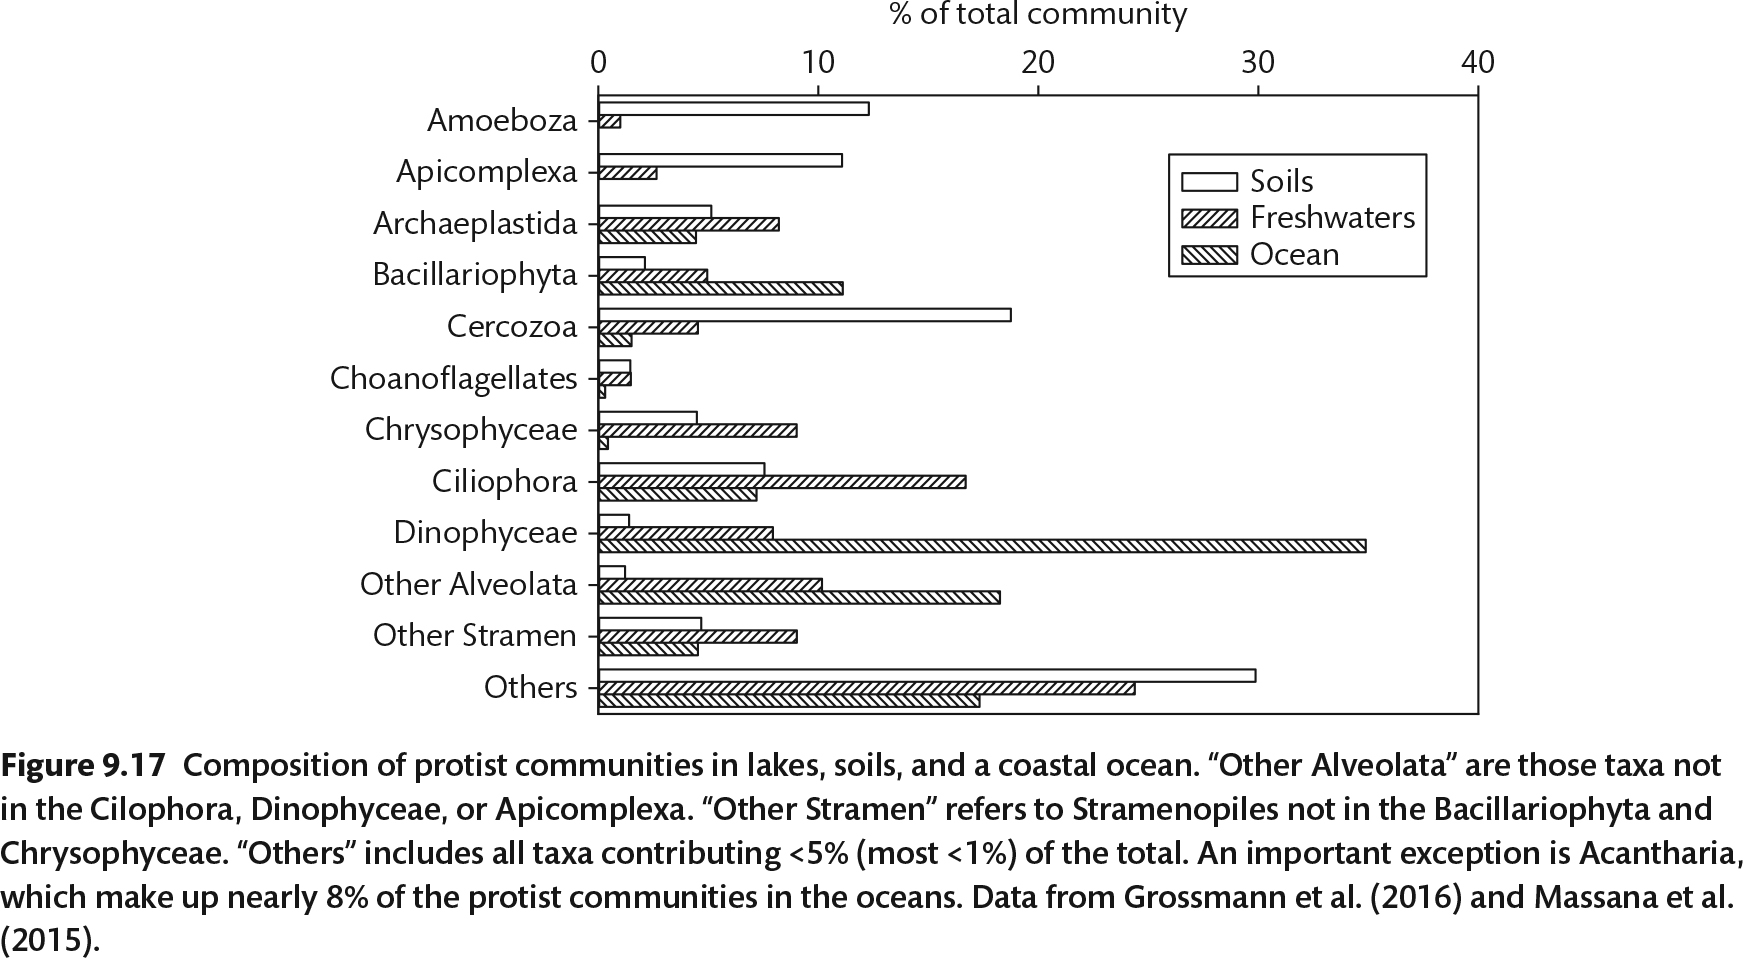 % of total community
0 10 20 30 40
Amoeboza
Apicomplexa
Archaeplastida
Bacillariophyta
Cercozoa
Choanoflagellates
Chrysophyceae
Ciliophora
Dinophyceae
Other Alveolata
Other Stramen
Others
Soils
Freshwaters
Ocean
Figure 9.17 Composition of protist communities in lakes, soils, and a coastal ocean. “Other Alveolata” are those taxa not
in the Cilophora, Dinophyceae, or Apicomplexa. “Other Stramen” refers to Stramenopiles not in the Bacillariophyta and
Chrysophyceae. “Others” includes all taxa contributing <5% (most <1%) of the total. An important exception is Acantharia,
which make up nearly 8% of the protist communities in the oceans. Data from Grossmann et al. (2016) and Massana et al.
(2015).